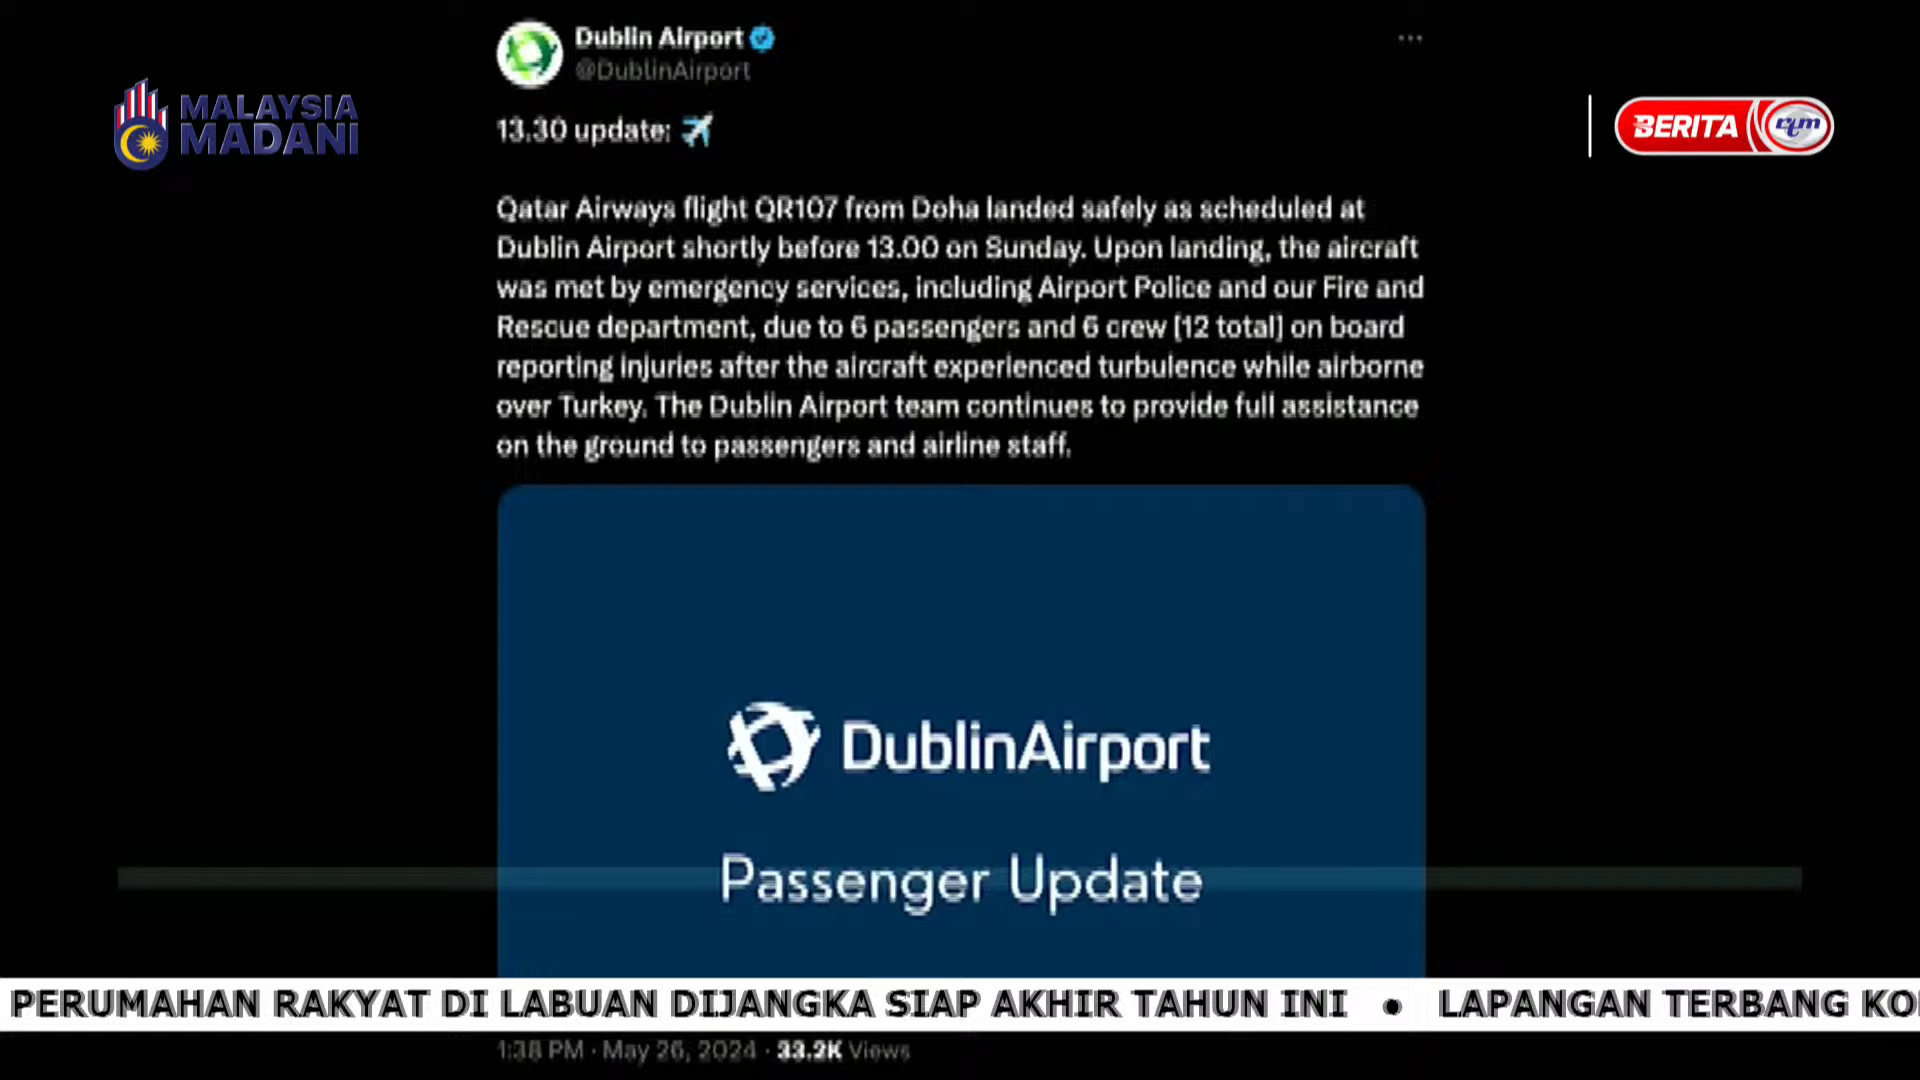 Dublin Airport
@DublinAirport
MALAYSIA
MADANI
BERITA rtm
13.30 update:
Qatar Airways flight QR107 from Doha landed safely as scheduled at
Dublin Airport shortly before 13.00 on Sunday. Upon landing, the aircraft
was met by emergency services, including Airport Police and our Fire and
Rescue department, due to 6 passengers and 6 crew [12 total] on board
reporting injuries after the aircraft experienced turbulence while airborne
over Turkey. The Dublin Airport team continues to provide full assistance
on the ground to passengers and airline staff.
DublinAirport
Passenger Update
PERUMAHAN RAKYAT DI LABUAN DIJANGKA SIAP AKHIR TAHUN INI • LAPANGAN TERBANG KO
1:38 PM · May 26, 2024 · 33.2K Views